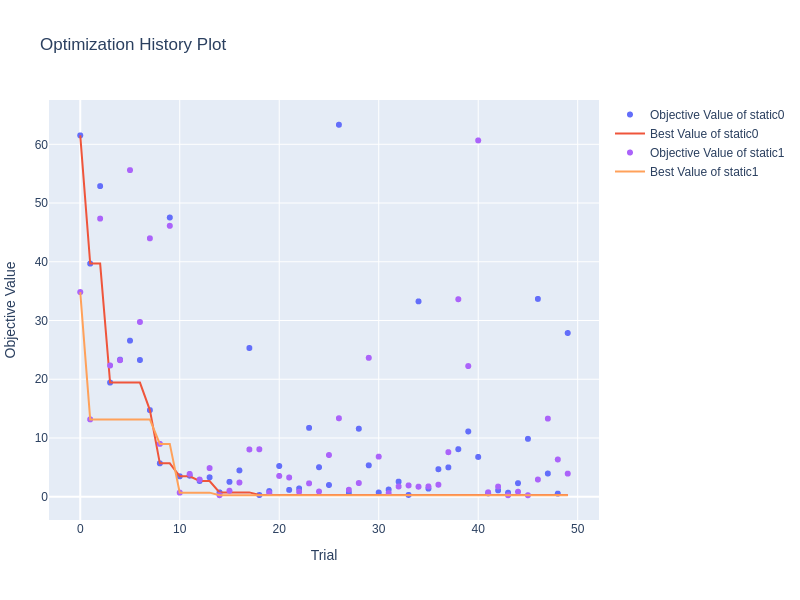 Optimization History Plot
Objective Value of static0
Best Value of static0
Objective Value of static1
Best Value of static1
60
50
40
30
20
10
0
Objective Value
0 10 20 30 40 50
Trial